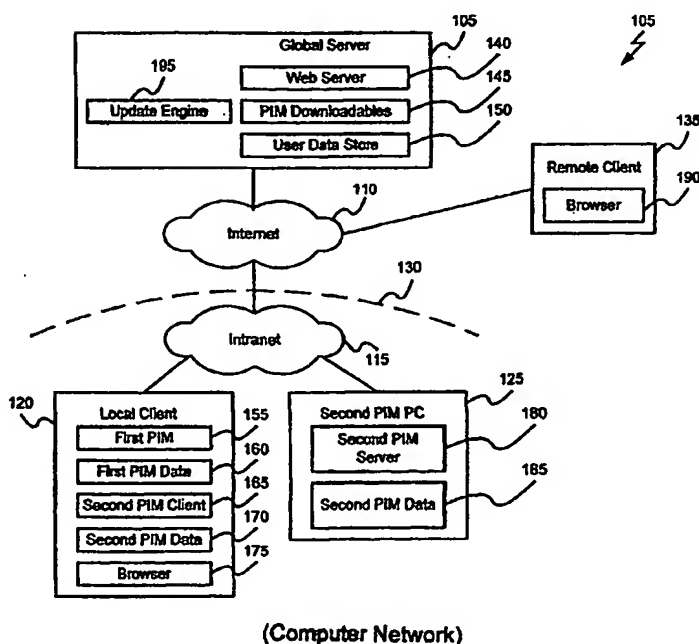 Global Server
105
105
140
195
Web Server
145
Update Engine
PIM Downloadables
150
User Data Store
135
Remote Client
190
110
Browser
Internet
130
Intranet
115
120
125
Local Client
155
Second PIM PC
180
First PIM
Second PIM
Server
160
First PIM Data
165
185
Second PIM Client
Second PIM Data
170
Second PIM Data
175
Browser
(Computer Network)